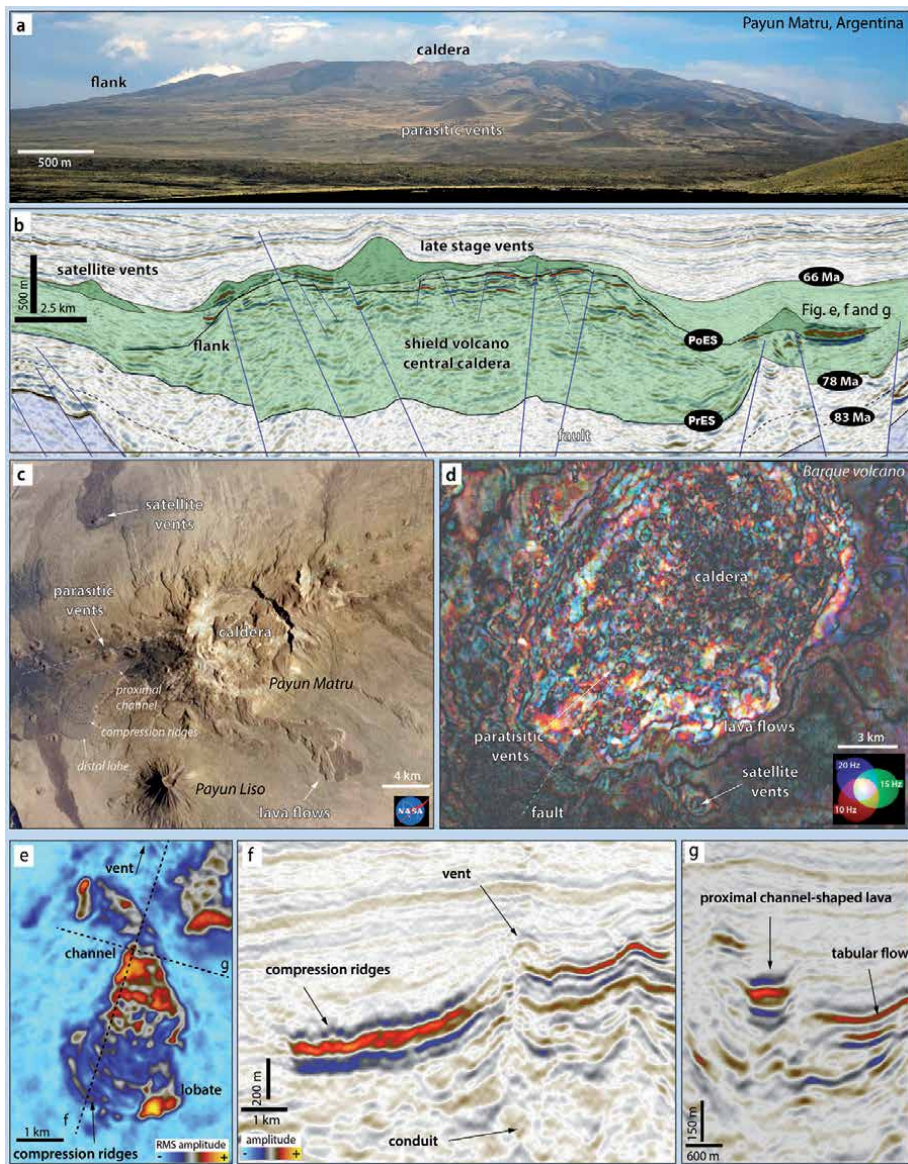 a
Payun Matru, Argentina
caldera
flank
parasitic vents
500 m
b
late stage vents
satellite vents
66 Ma
500 m
2.5 km
Fig. e, f and g
flank
shield volcano
central caldera
PoES
78 Ma
PrES
83 Ma
fault
c
satellite
vents
parasitic
vents
caldera
Payun Matru
proximal
channel
compression ridges
distal lobe
Payun Liso
lava flows
4 km
NASA
d
Barque volcano
caldera
paratisitic
vents
lava flows
3 km
satellite
vents
fault
20 Hz
15 Hz
10 Hz
e
vent
channel
g
lobate
f
1 km
compression ridges
RMS amplitude
- +
f
vent
compression ridges
200 m
1 km
amplitude
- +
conduit
g
proximal channel-shaped lava
tabular flow
150 m
600 m